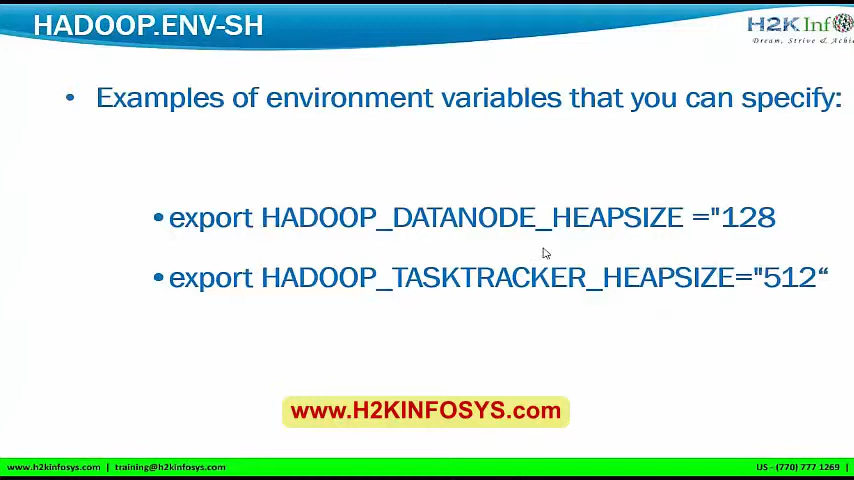 HADOOP.ENV-SH
H2K Inf
Dream, Strive & Achi
• Examples of environment variables that you can specify:
•export HADOOP_DATANODE_HEAPSIZE ="128
•export HADOOP_TASKTRACKER_HEAPSIZE="512“
www.H2KINFOSYS.com
www.h2kinfosys.com | training@h2kinfosys.com
US - (770) 777 1269 |